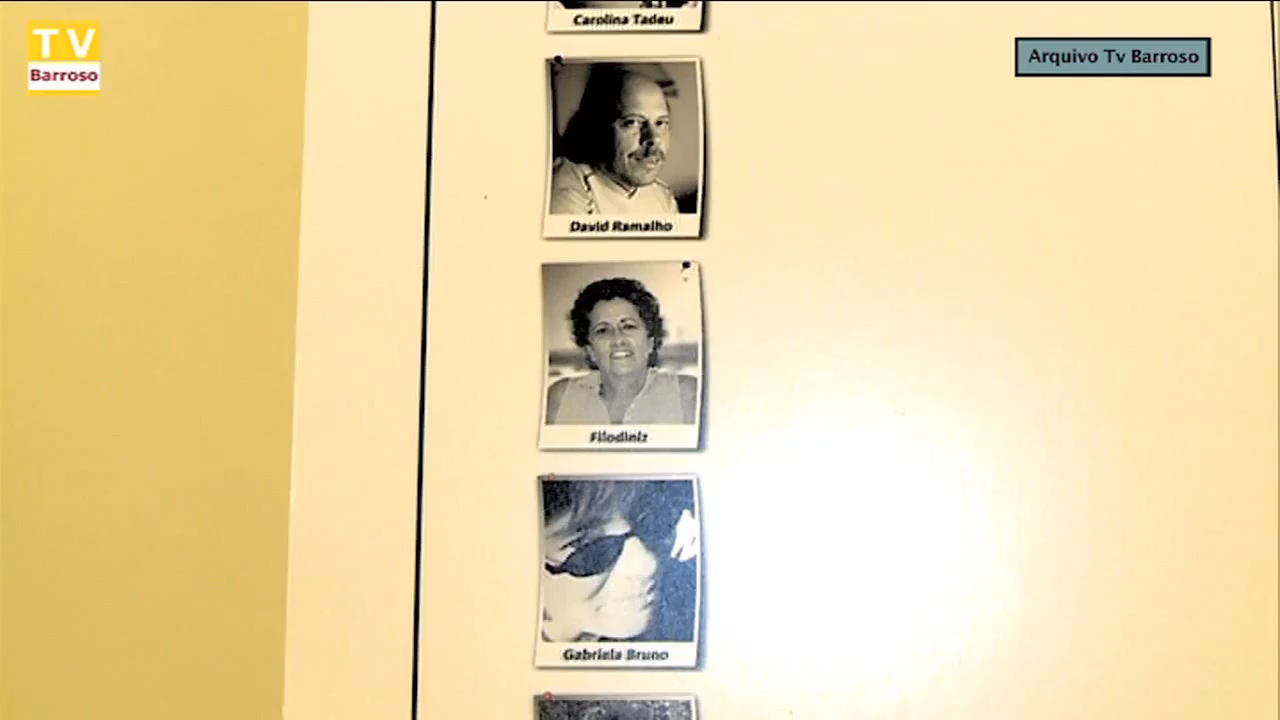 TV
Barroso
Arquivo Tv Barroso
Carolina Tadeu
David Ramalho
Filodiniz
Gabriela Bruno